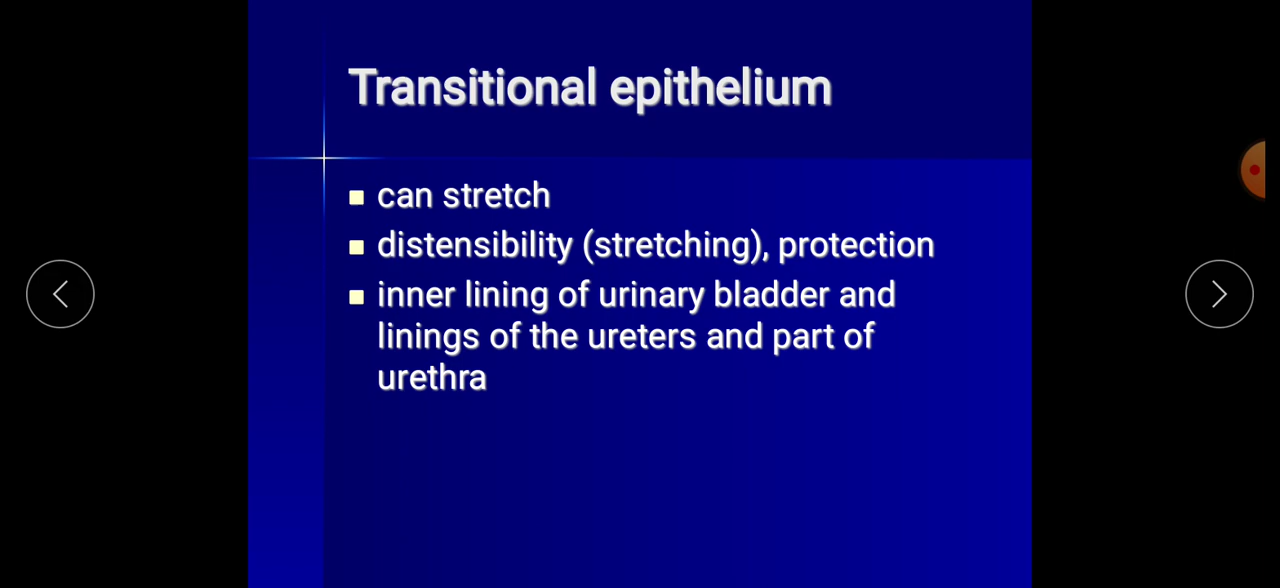 Transitional epithelium
can stretch
distensibility (stretching), protection
inner lining of urinary bladder and
linings of the ureters and part of
urethra